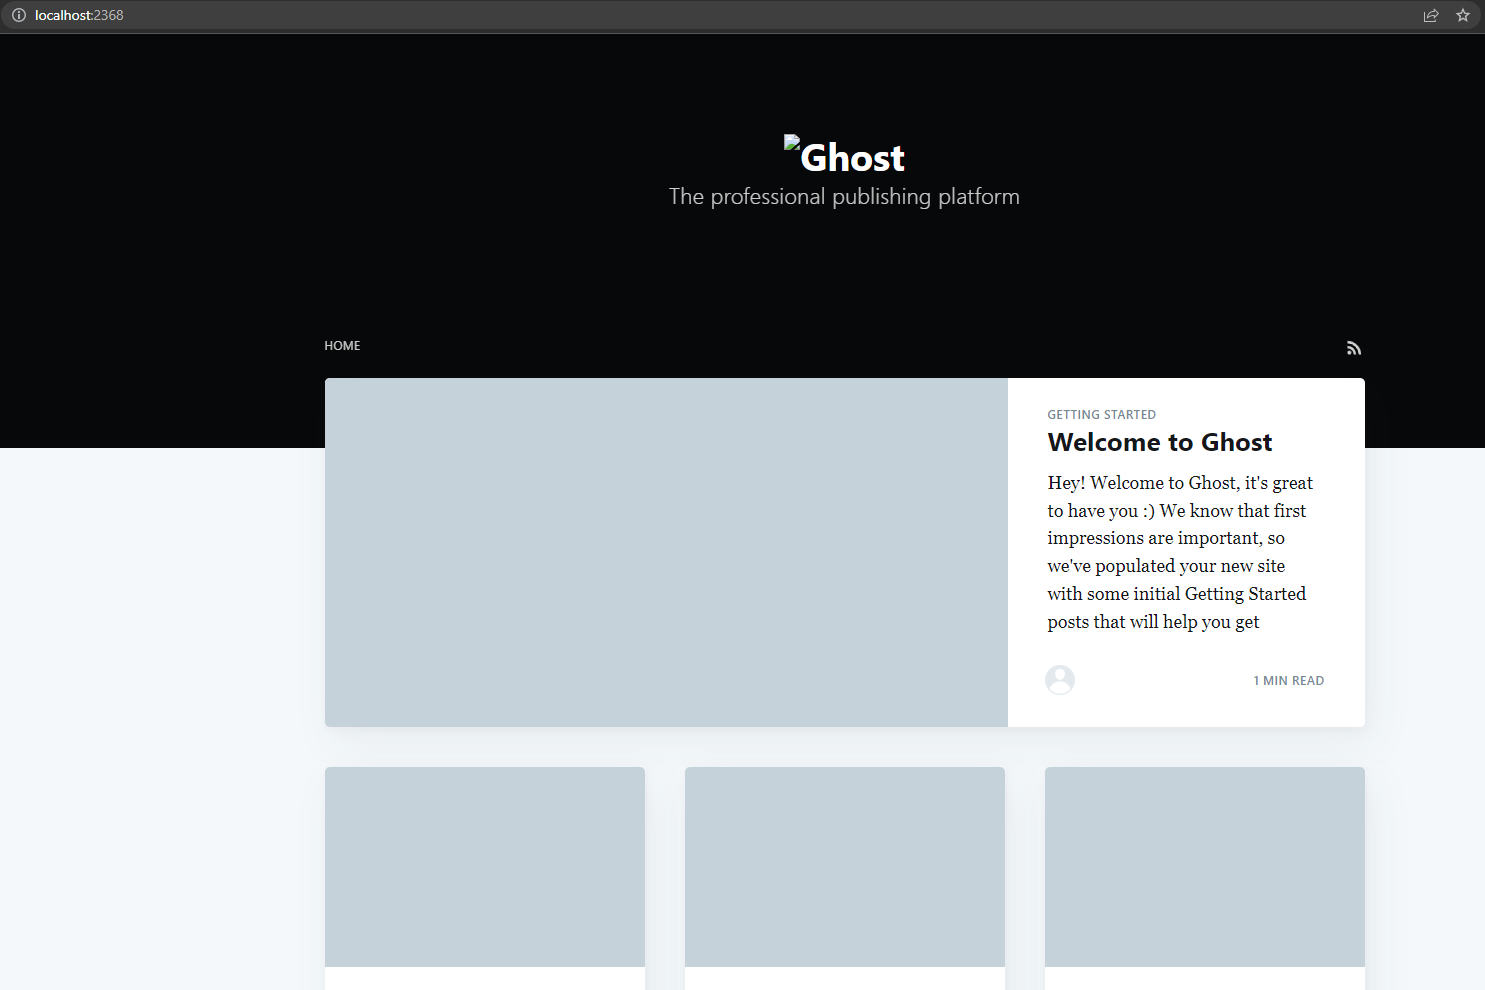 localhost:2368
Ghost
The professional publishing platform
HOME
GETTING STARTED
Welcome to Ghost
Hey! Welcome to Ghost, it's great
to have you :) We know that first
impressions are important, so
we've populated your new site
with some initial Getting Started
posts that will help you get
1 MIN READ